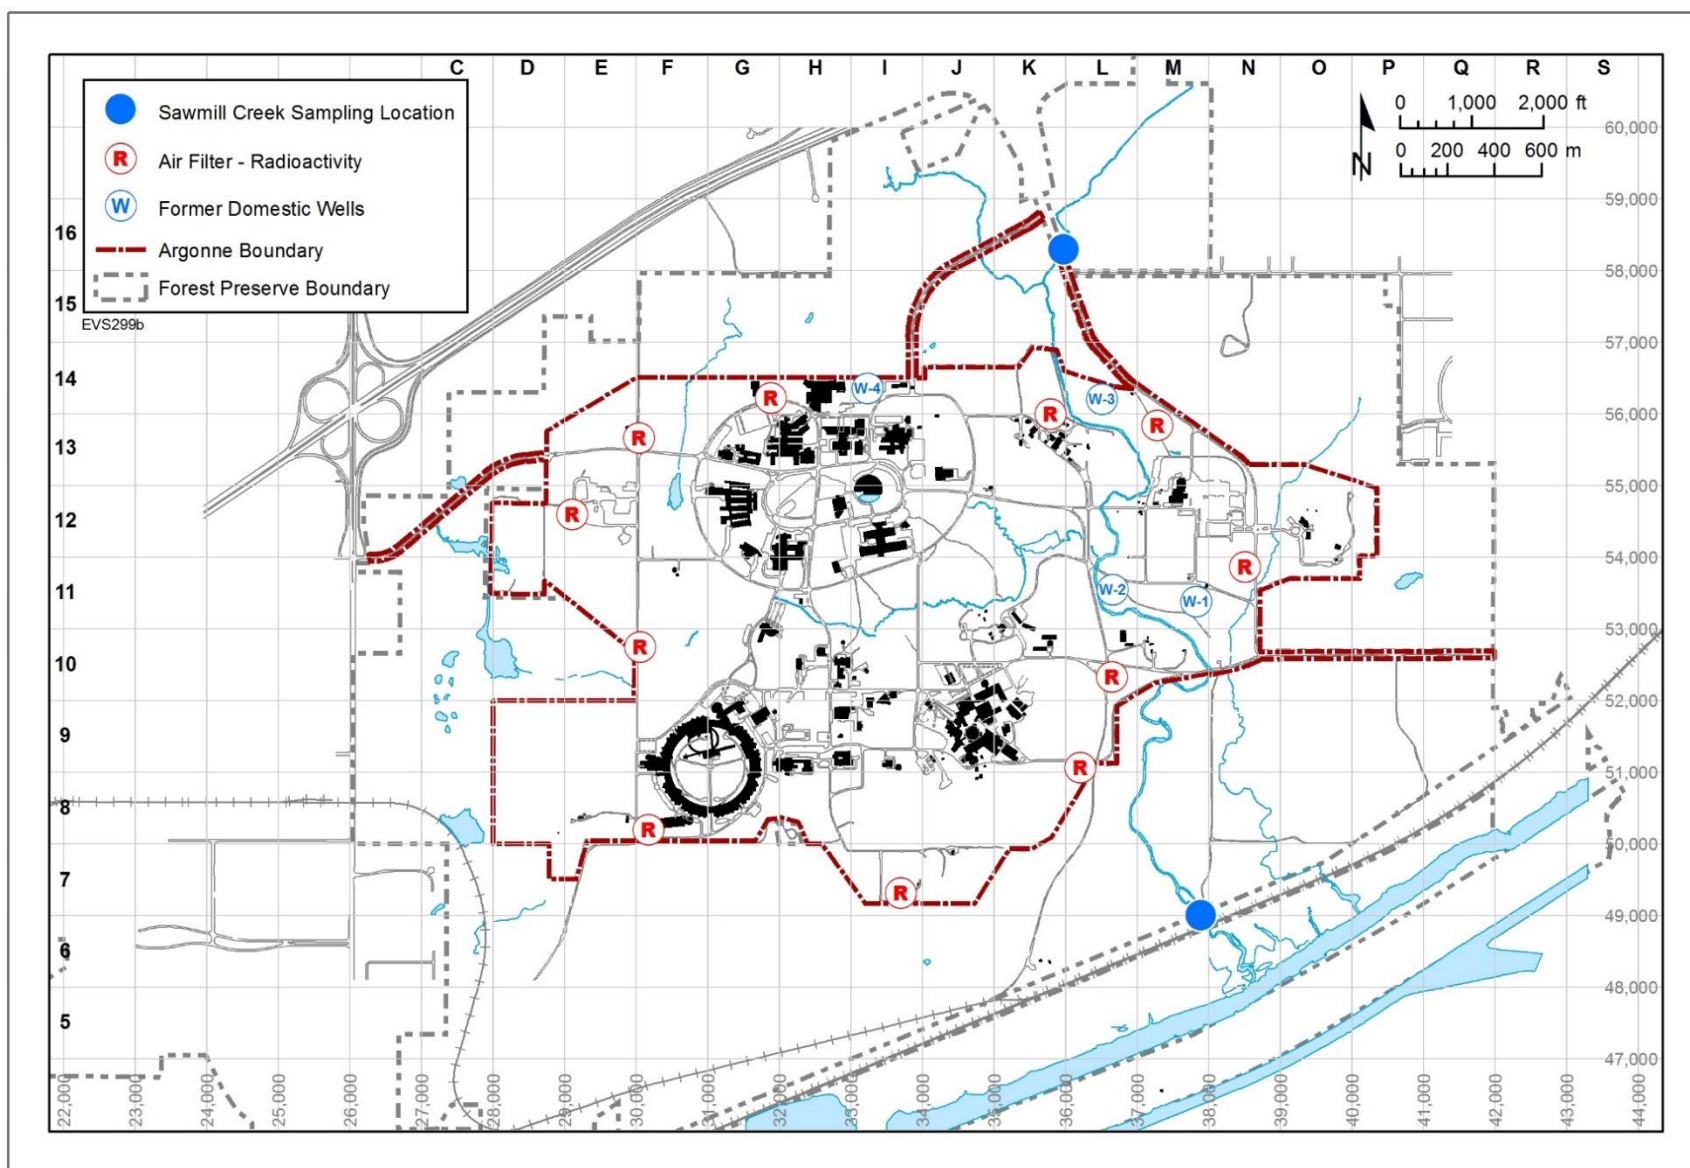 C D E F G H I J K L M N O P Q R S
Sawmill Creek Sampling Location
R Air Filter - Radioactivity
W Former Domestic Wells
Argonne Boundary
Forest Preserve Boundary
EVS299b
0 1,000 2,000 ft
0 200 400 600 m
N
60,000
59,000
16
58,000
15
57,000
14
W-4
W-3
R
R
56,000
R
R
13
55,000
12
R
54,000
R
11
W-2
W-1
53,000
R
10
R
52,000
9
R
51,000
8
R
50,000
7
R
49,000
6
48,000
5
47,000
22,000 23,000 24,000 25,000 26,000 27,000 28,000 29,000 30,000 31,000 32,000 33,000 34,000 35,000 36,000 37,000 38,000 39,000 40,000 41,000 42,000 43,000 44,000